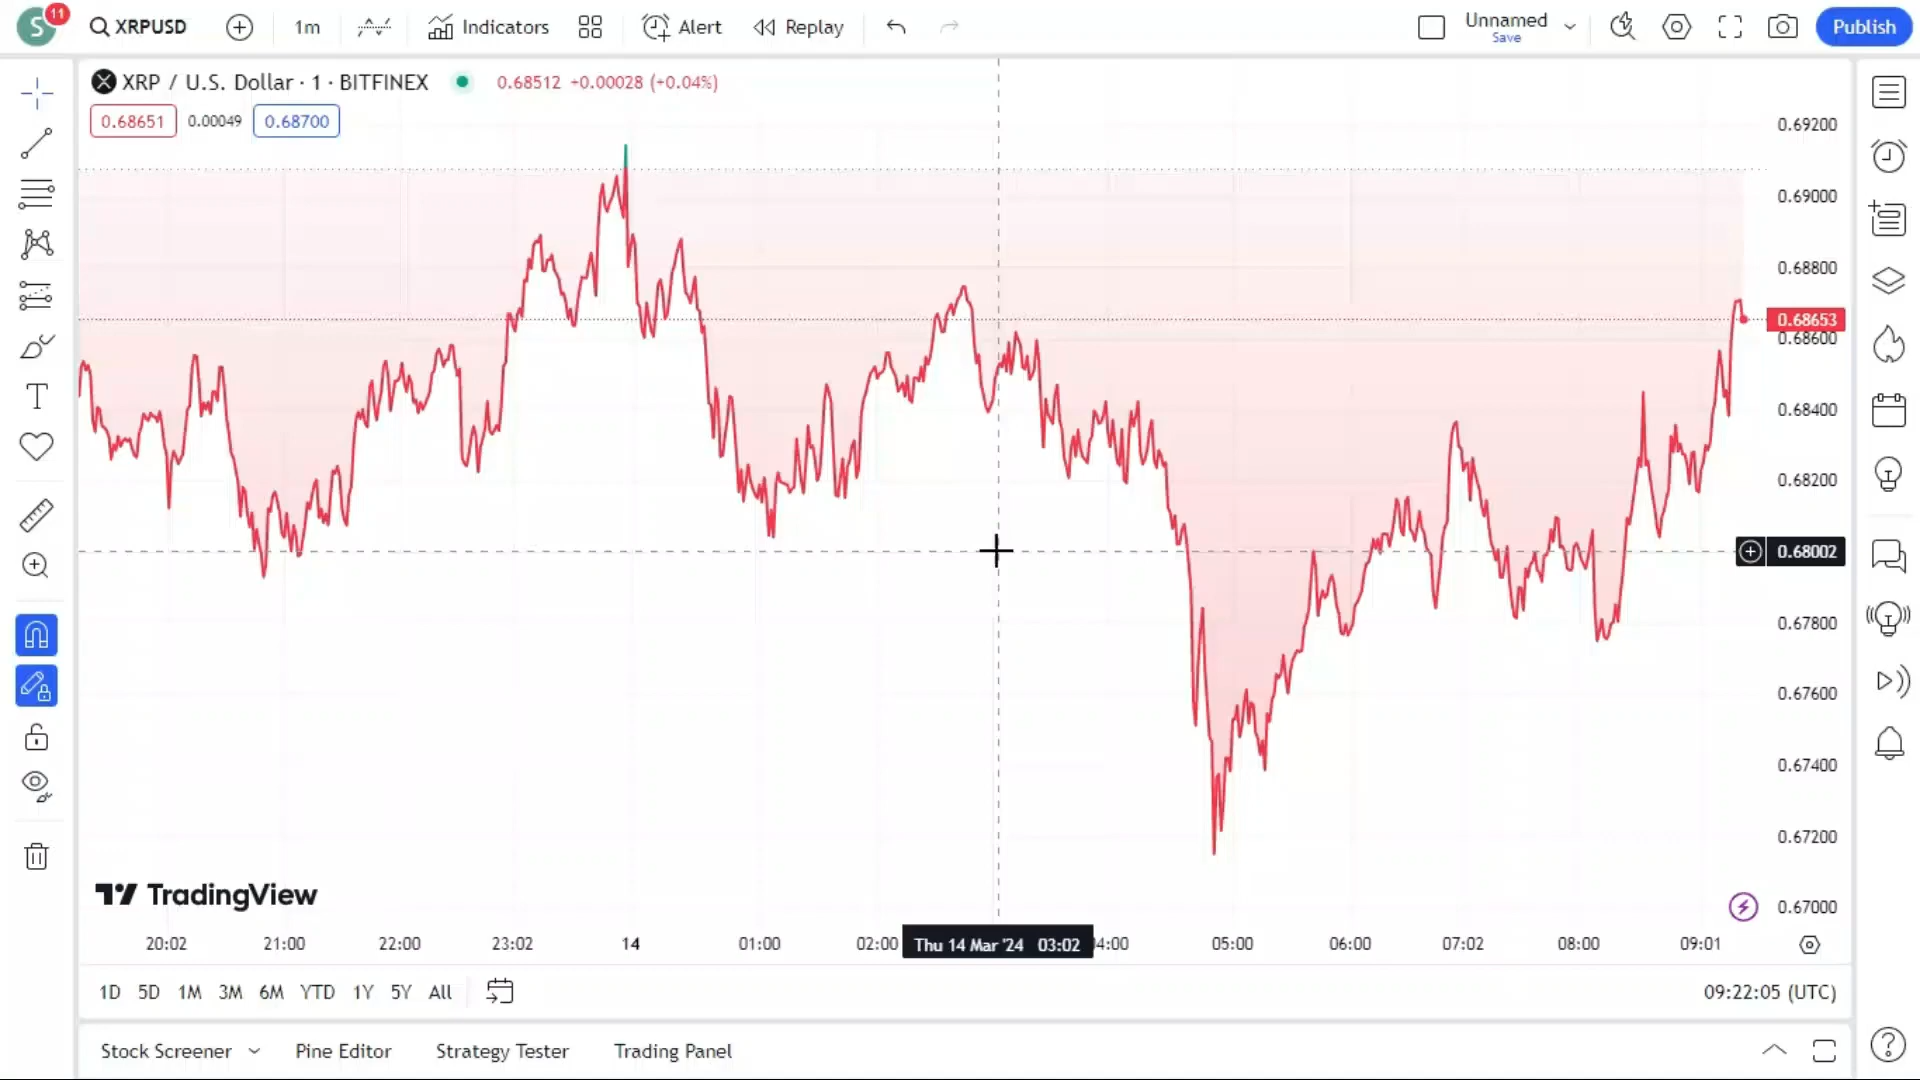 S 11 XRPUSD 1m Indicators Alert Replay Unnamed Save Publish
XRP / U.S. Dollar · 1 · BITFINEX 0.68512 +0.00028 (+0.04%)
0.68651 0.00049 0.68700
0.69200
0.69000
0.68800
0.68653
0.68600
0.68400
0.68200
0.68002
0.67800
0.67600
0.67400
0.67200
0.67000
TradingView
20:02 21:00 22:00 23:02 14 01:00 02:00 Thu 14 Mar '24 03:02 04:00 05:00 06:00 07:02 08:00 09:01
1D 5D 1M 3M 6M YTD 1Y 5Y All 09:22:05 (UTC)
Stock Screener Pine Editor Strategy Tester Trading Panel